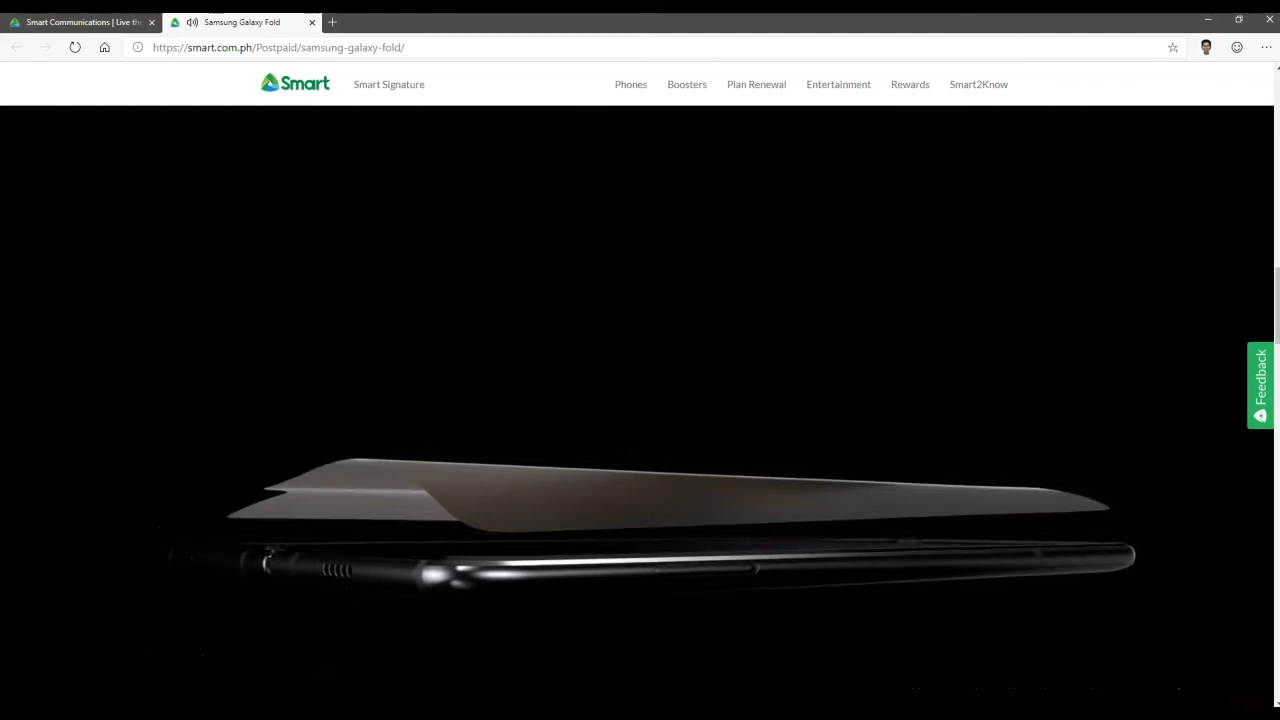 Smart Communications | Live th
Samsung Galaxy Fold
https://smart.com.ph/Postpaid/samsung-galaxy-fold/
Smart
Smart Signature
Phones
Boosters
Plan Renewal
Entertainment
Rewards
Smart2Know
Feedback